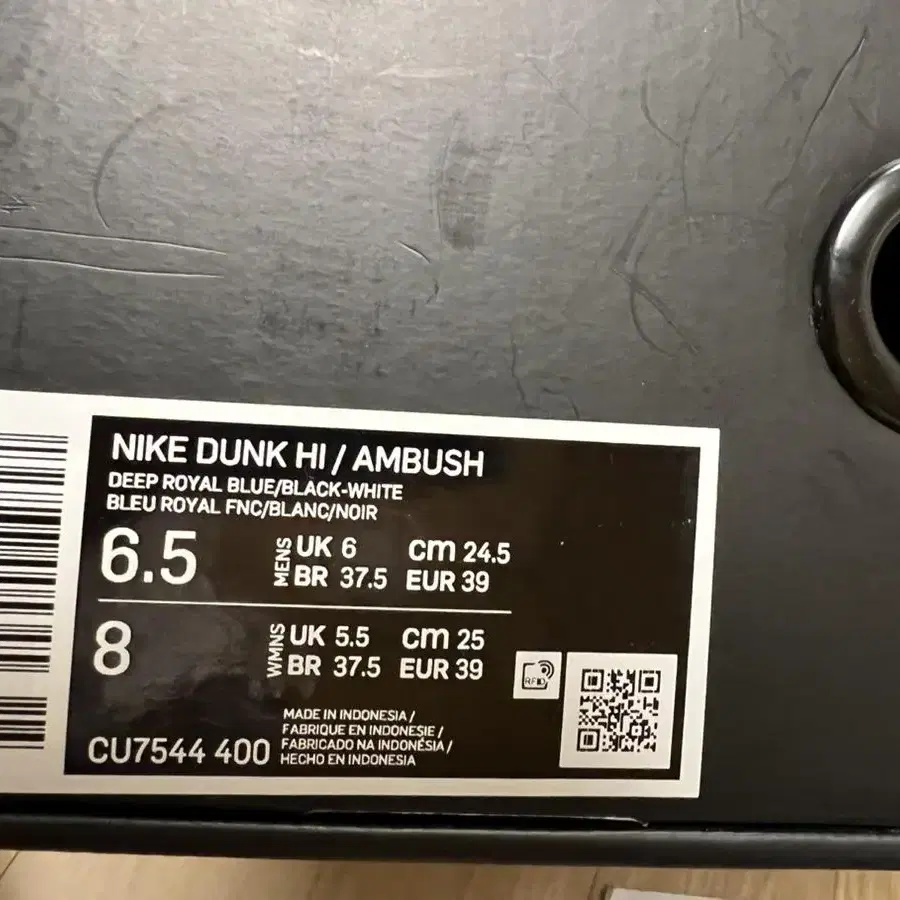 NIKE DUNK HI / AMBUSH
DEEP ROYAL BLUE/BLACK-WHITE
BLEU ROYAL FNC/BLANC/NOIR
6.5 MENS UK 6 cm 24.5
BR 37.5 EUR 39
8 WMNS UK 5.5 cm 25
BR 37.5 EUR 39
RFID
CU7544 400
MADE IN INDONESIA /
FABRIQUE EN INDONESIE /
FABRICADO NA INDONÉSIA /
HECHO EN INDONESIA